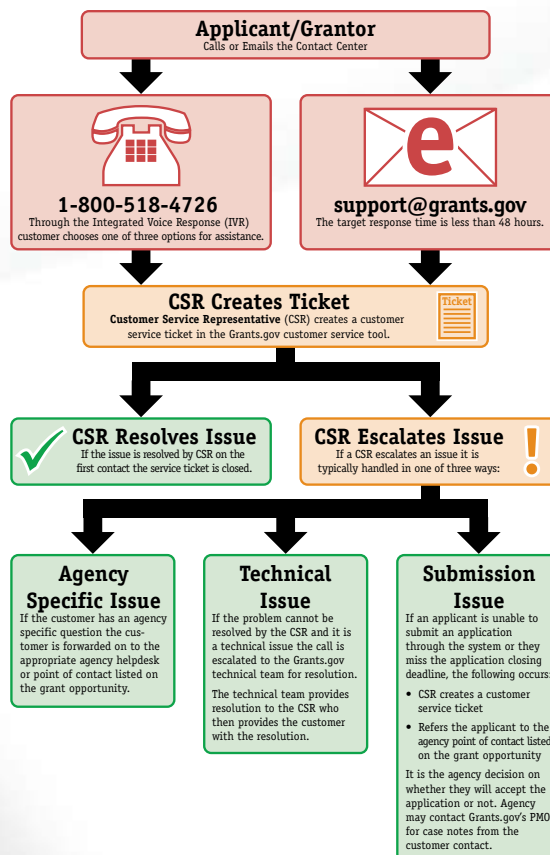 Applicant/Grantor
Calls or Emails the Contact Center
1-800-518-4726
Through the Integrated Voice Response (IVR)
customer chooses one of three options for assistance.
e
support@grants.gov
The target response time is less than 48 hours.
CSR Creates Ticket
Customer Service Representative (CSR) creates a customer
service ticket in the Grants.gov customer service tool.
Ticket
CSR Resolves Issue
If the issue is resolved by CSR on the
first contact the service ticket is closed.
CSR Escalates Issue
If a CSR escalates an issue it is
typically handled in one of three ways:
!
Agency
Specific Issue
If the customer has an agency
specific question the cus-
tomer is forwarded on to the
appropriate agency helpdesk
or point of contact listed on
the grant opportunity.
Technical
Issue
If the problem cannot be
resolved by the CSR and it is
a technical issue the call is
escalated to the Grants.gov
technical team for resolution.
The technical team provides
resolution to the CSR who
then provides the customer
with the resolution.
Submission
Issue
If an applicant is unable to
submit an application
through the system or they
miss the application closing
deadline, the following occurs:
• CSR creates a customer
service ticket
• Refers the applicant to the
agency point of contact listed
on the grant opportunity
It is the agency decision on
whether they will accept the
application or not. Agency
may contact Grants.gov's PMO
for case notes from the
customer contact.